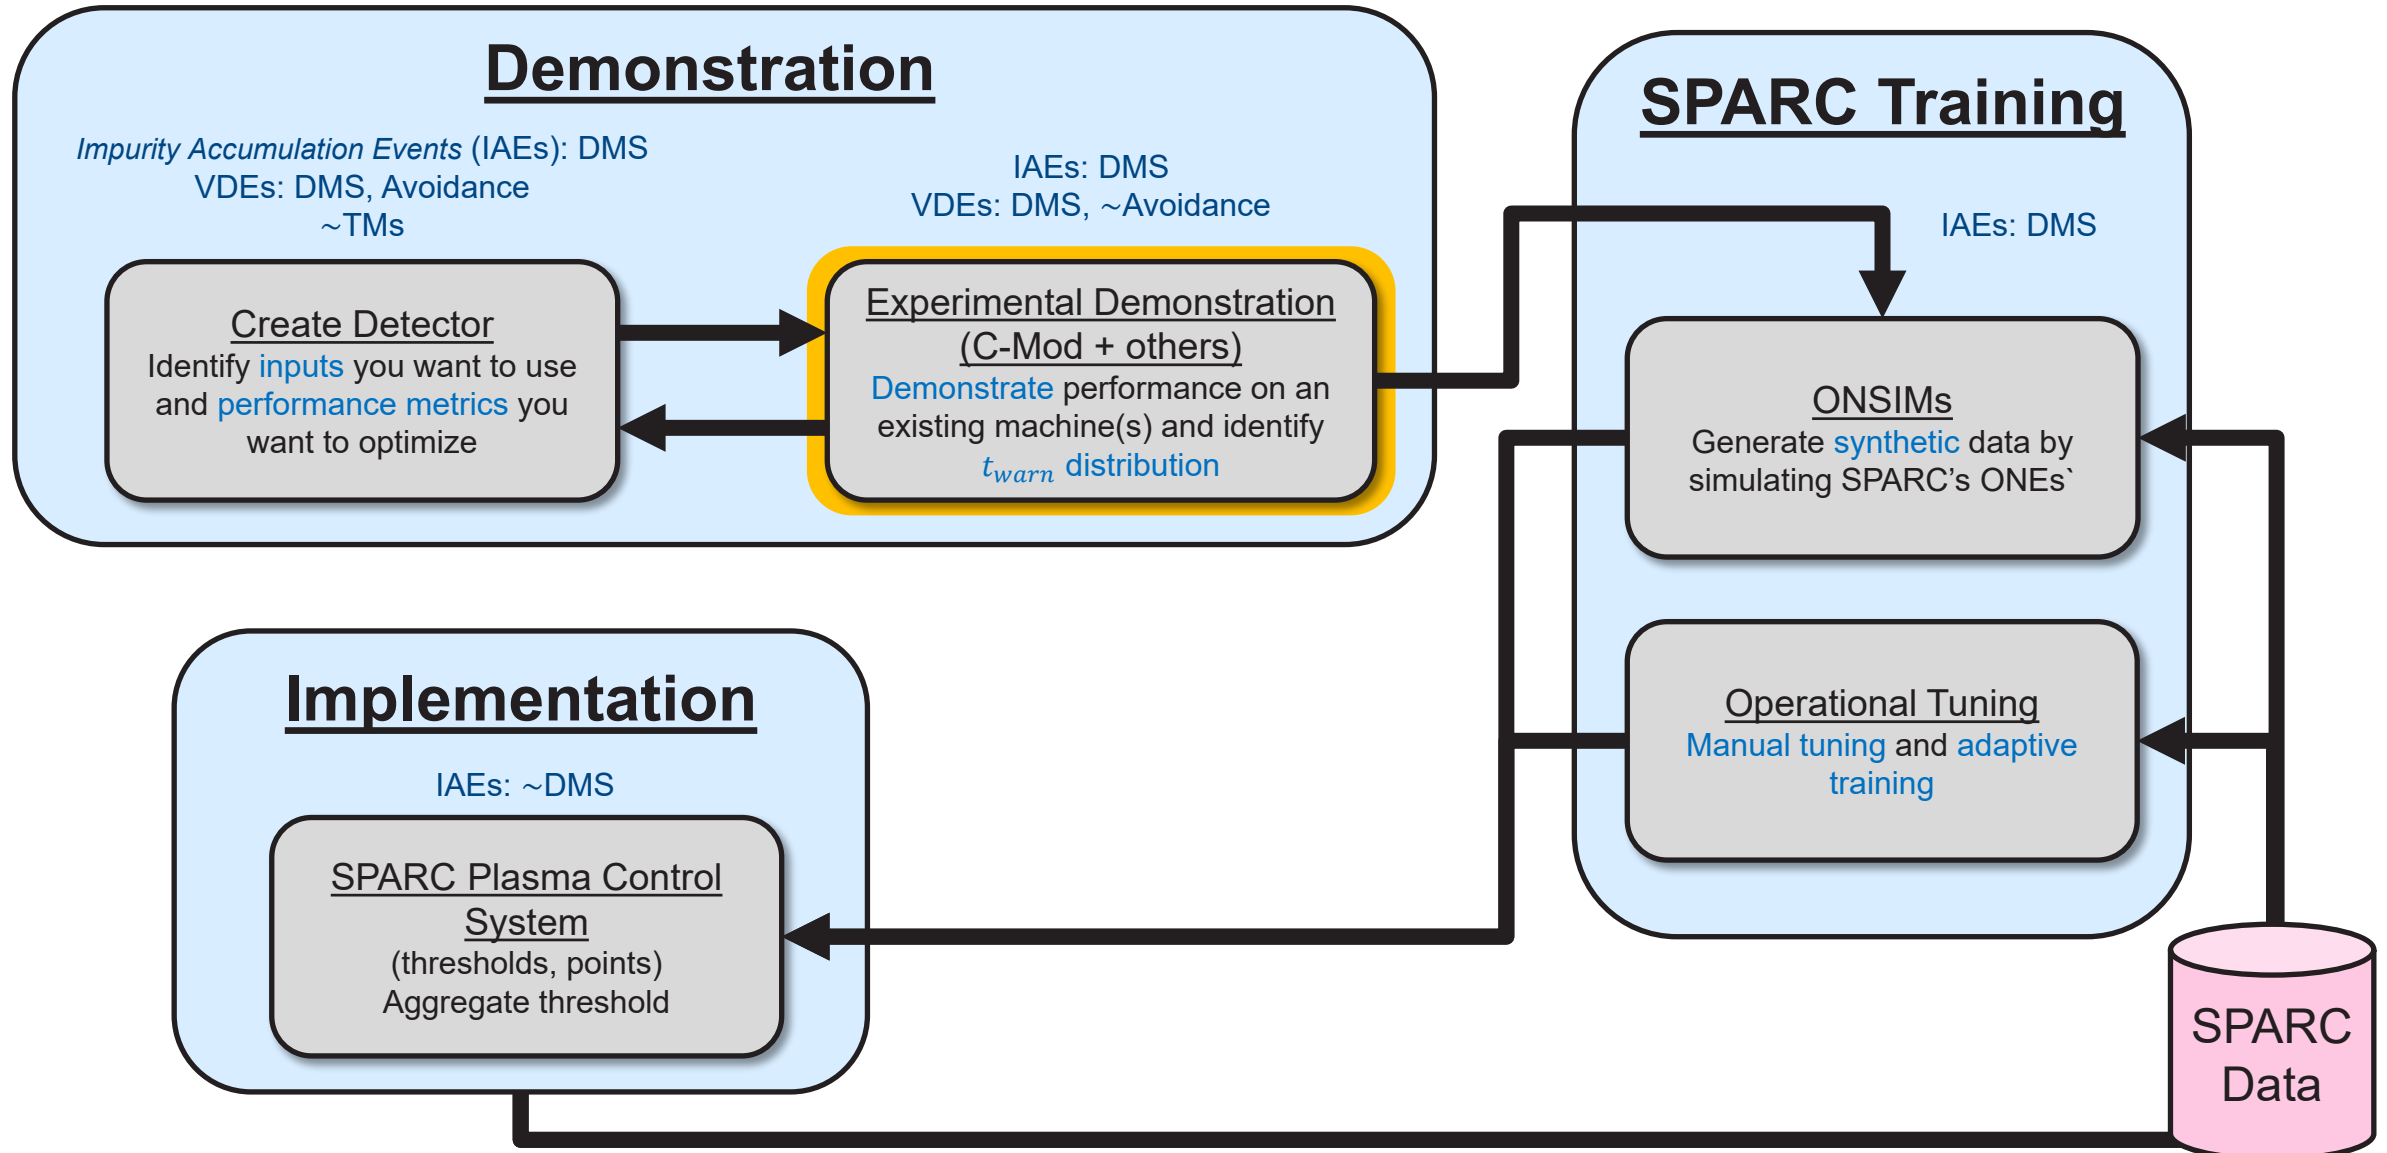 Demonstration
Impurity Accumulation Events (IAEs): DMS
VDEs: DMS, Avoidance
~TMs
Create Detector
Identify inputs you want to use
and performance metrics you
want to optimize
IAEs: DMS
VDEs: DMS, ~Avoidance
Experimental Demonstration
(C-Mod + others)
Demonstrate performance on an
existing machine(s) and identify
t_warn distribution
SPARC Training
IAEs: DMS
ONSIMs
Generate synthetic data by
simulating SPARC’s ONEs`
Operational Tuning
Manual tuning and adaptive
training
Implementation
IAEs: ~DMS
SPARC Plasma Control
System
(thresholds, points)
Aggregate threshold
SPARC
Data